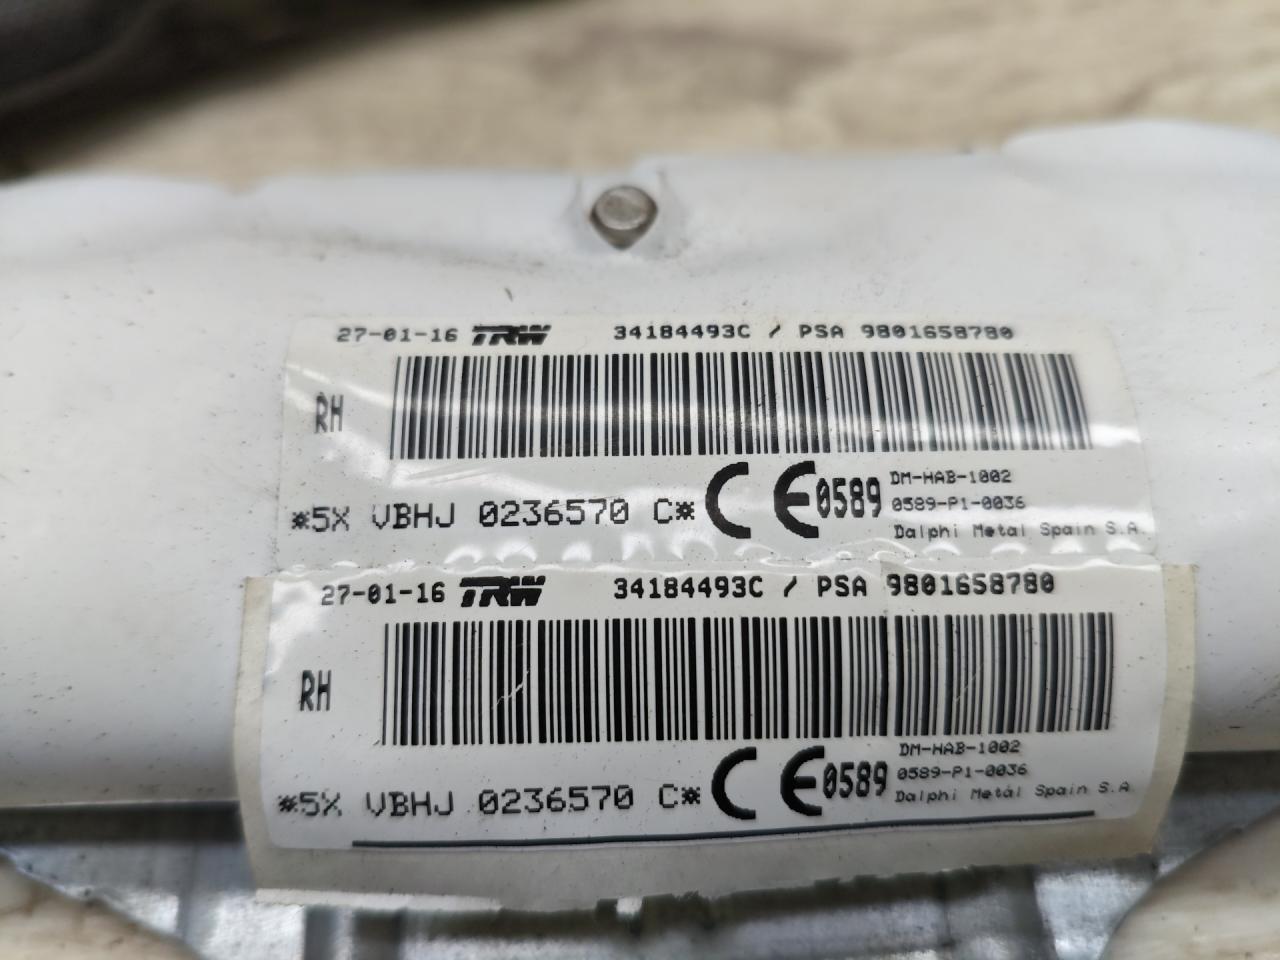 27-01-16 TRW 34184493C / PSA 9801658780
RH
*5X VBHJ 0236570 C* CE0589
DM-HAB-1002
0589-P1-0036
Dalphi Metal Spain S.A.
27-01-16 TRW 34184493C / PSA 9801658780
RH
*5X VBHJ 0236570 C* CE0589
DM-HAB-1002
0589-P1-0036
Dalphi Metal Spain S.A.